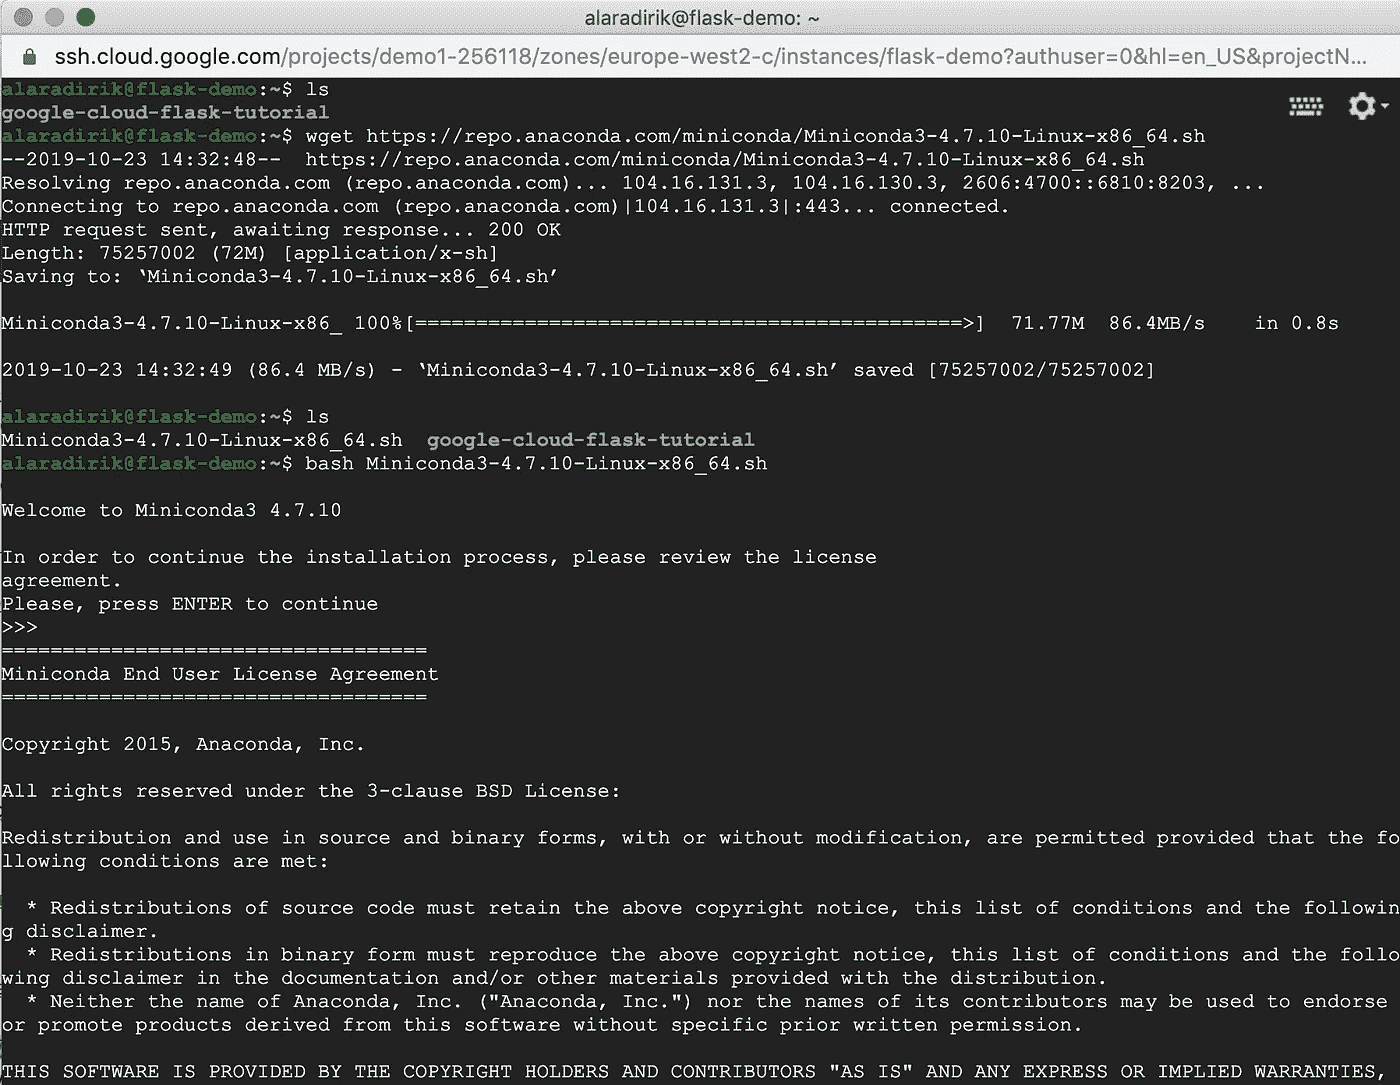 alaradirik@flask-demo: ~
ssh.cloud.google.com/projects/demo1-256118/zones/europe-west2-c/instances/flask-demo?authuser=0&hl=en_US&projectN...
alaradirik@flask-demo:~$ ls
google-cloud-flask-tutorial
alaradirik@flask-demo:~$ wget https://repo.anaconda.com/miniconda/Miniconda3-4.7.10-Linux-x86_64.sh
--2019-10-23 14:32:48--  https://repo.anaconda.com/miniconda/Miniconda3-4.7.10-Linux-x86_64.sh
Resolving repo.anaconda.com (repo.anaconda.com)... 104.16.131.3, 104.16.130.3, 2606:4700::6810:8203, ...
Connecting to repo.anaconda.com (repo.anaconda.com)|104.16.131.3|:443... connected.
HTTP request sent, awaiting response... 200 OK
Length: 75257002 (72M) [application/x-sh]
Saving to: ‘Miniconda3-4.7.10-Linux-x86_64.sh’
Miniconda3-4.7.10-Linux-x86_ 100%[=============================================>]  71.77M  86.4MB/s    in 0.8s
2019-10-23 14:32:49 (86.4 MB/s) - ‘Miniconda3-4.7.10-Linux-x86_64.sh’ saved [75257002/75257002]
alaradirik@flask-demo:~$ ls
Miniconda3-4.7.10-Linux-x86_64.sh  google-cloud-flask-tutorial
alaradirik@flask-demo:~$ bash Miniconda3-4.7.10-Linux-x86_64.sh
Welcome to Miniconda3 4.7.10
In order to continue the installation process, please review the license
agreement.
Please, press ENTER to continue
>>>
===================================
Miniconda End User License Agreement
===================================
Copyright 2015, Anaconda, Inc.
All rights reserved under the 3-clause BSD License:
Redistribution and use in source and binary forms, with or without modification, are permitted provided that the fo
llowing conditions are met:
  * Redistributions of source code must retain the above copyright notice, this list of conditions and the followin
g disclaimer.
  * Redistributions in binary form must reproduce the above copyright notice, this list of conditions and the follo
wing disclaimer in the documentation and/or other materials provided with the distribution.
  * Neither the name of Anaconda, Inc. ("Anaconda, Inc.") nor the names of its contributors may be used to endorse
or promote products derived from this software without specific prior written permission.
THIS SOFTWARE IS PROVIDED BY THE COPYRIGHT HOLDERS AND CONTRIBUTORS "AS IS" AND ANY EXPRESS OR IMPLIED WARRANTIES,